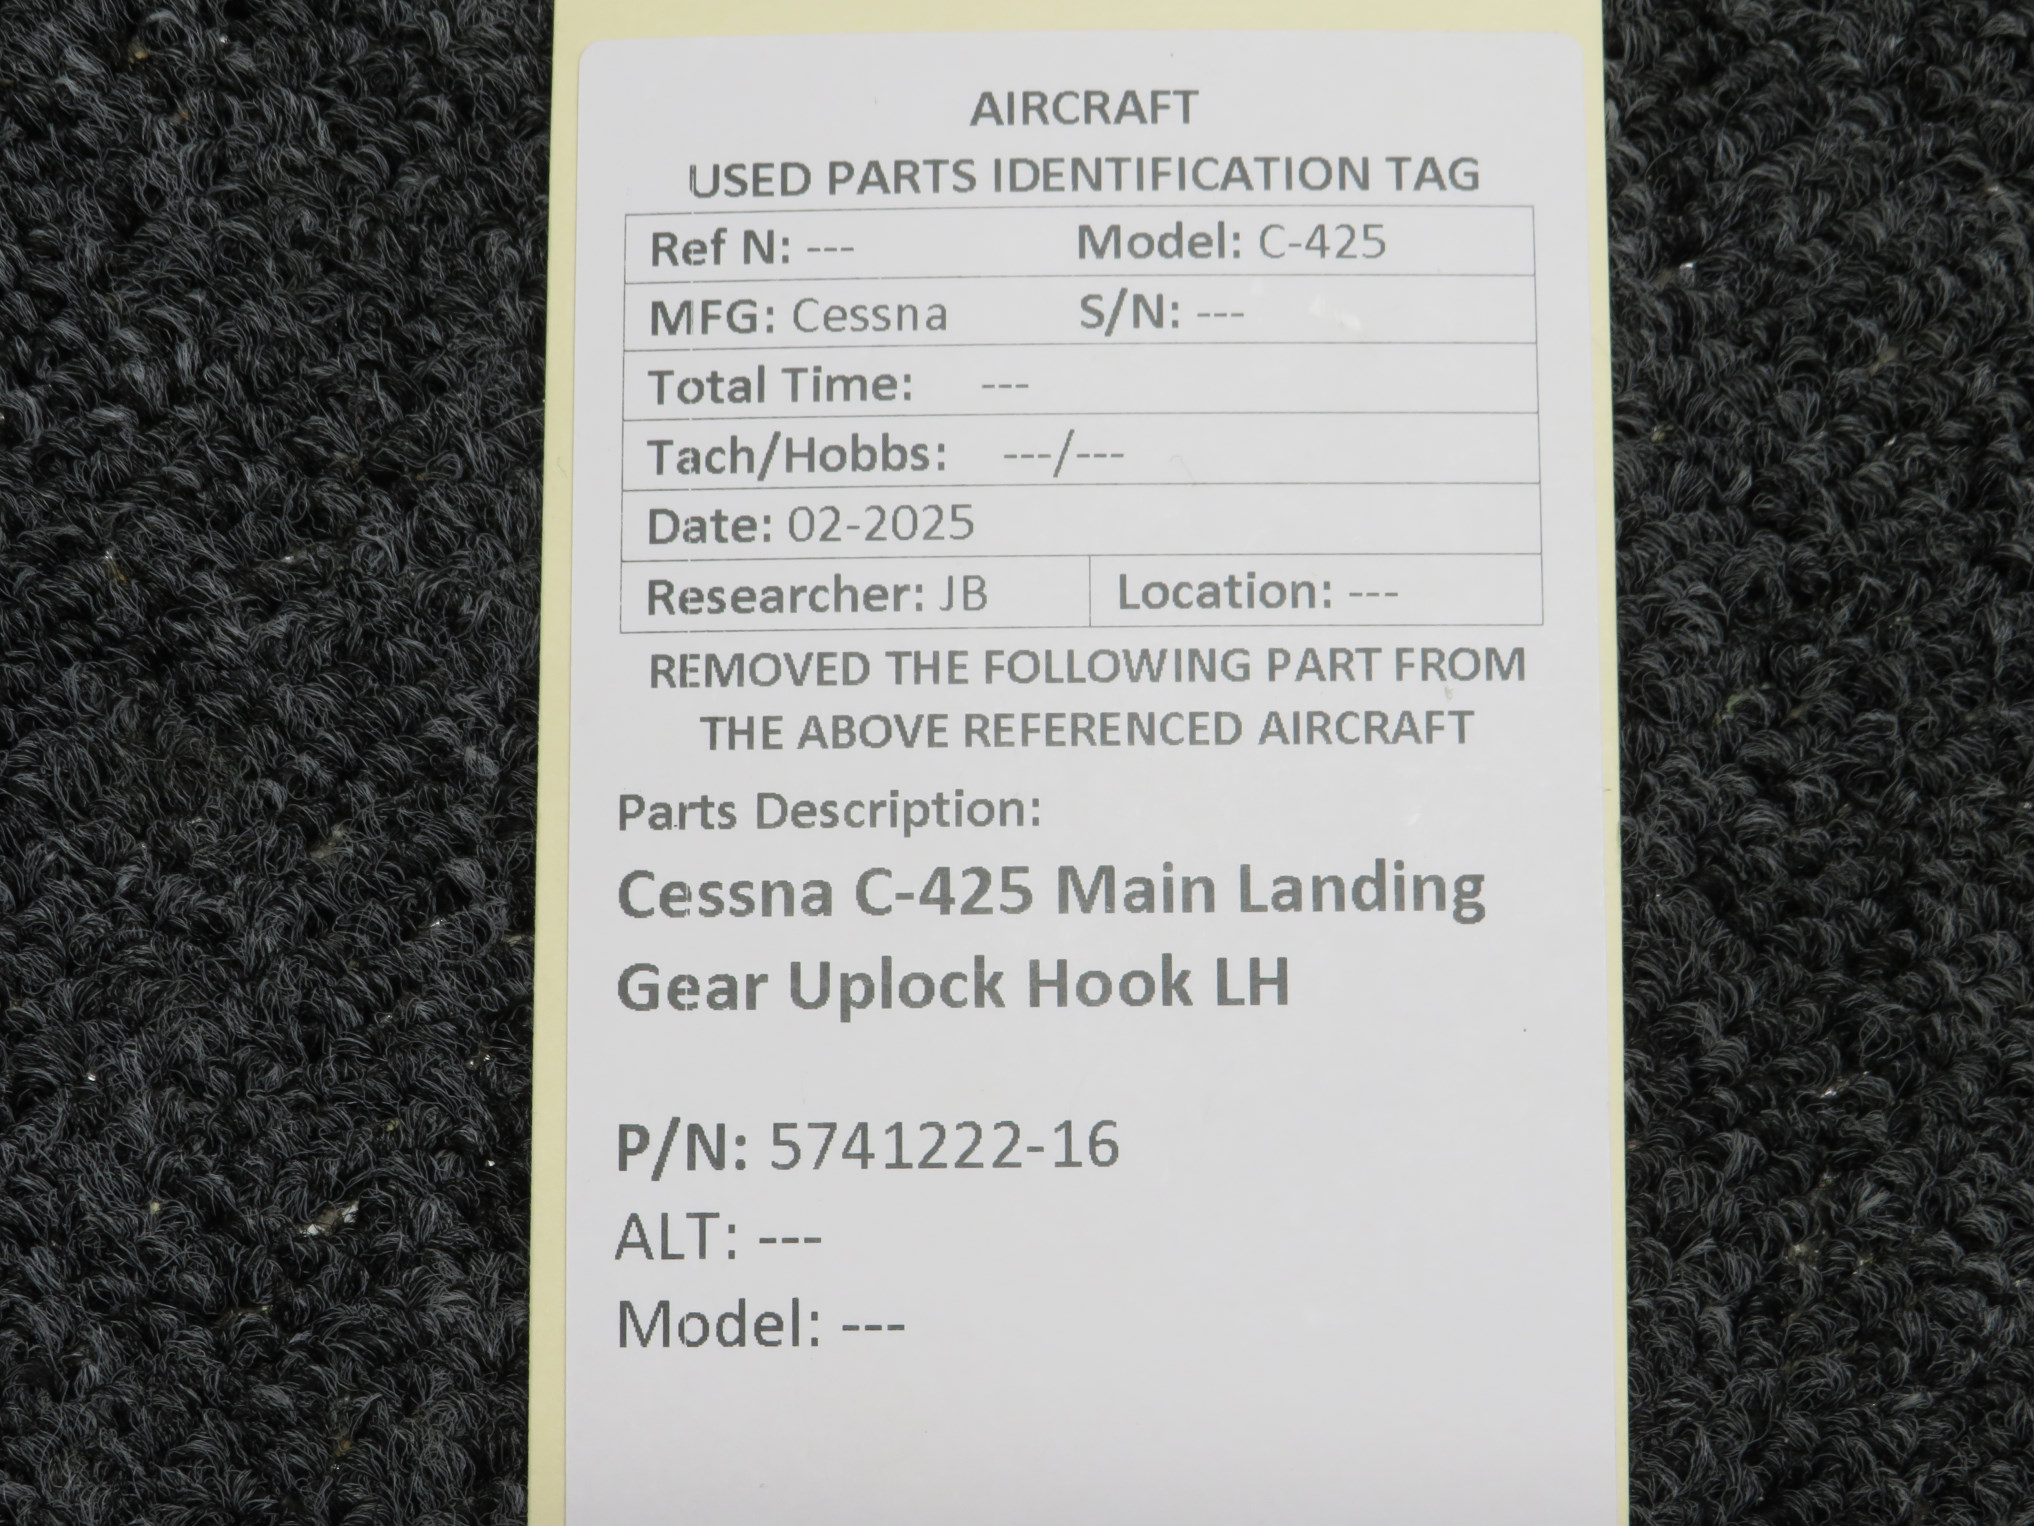 AIRCRAFT
USED PARTS IDENTIFICATION TAG
Ref N: --- Model: C-425
MFG: Cessna S/N: ---
Total Time: ---
Tach/Hobbs: ---/---
Date: 02-2025
Researcher: JB Location: ---
REMOVED THE FOLLOWING PART FROM
THE ABOVE REFERENCED AIRCRAFT
Parts Description:
Cessna C-425 Main Landing
Gear Uplock Hook LH
P/N: 5741222-16
ALT: ---
Model: ---